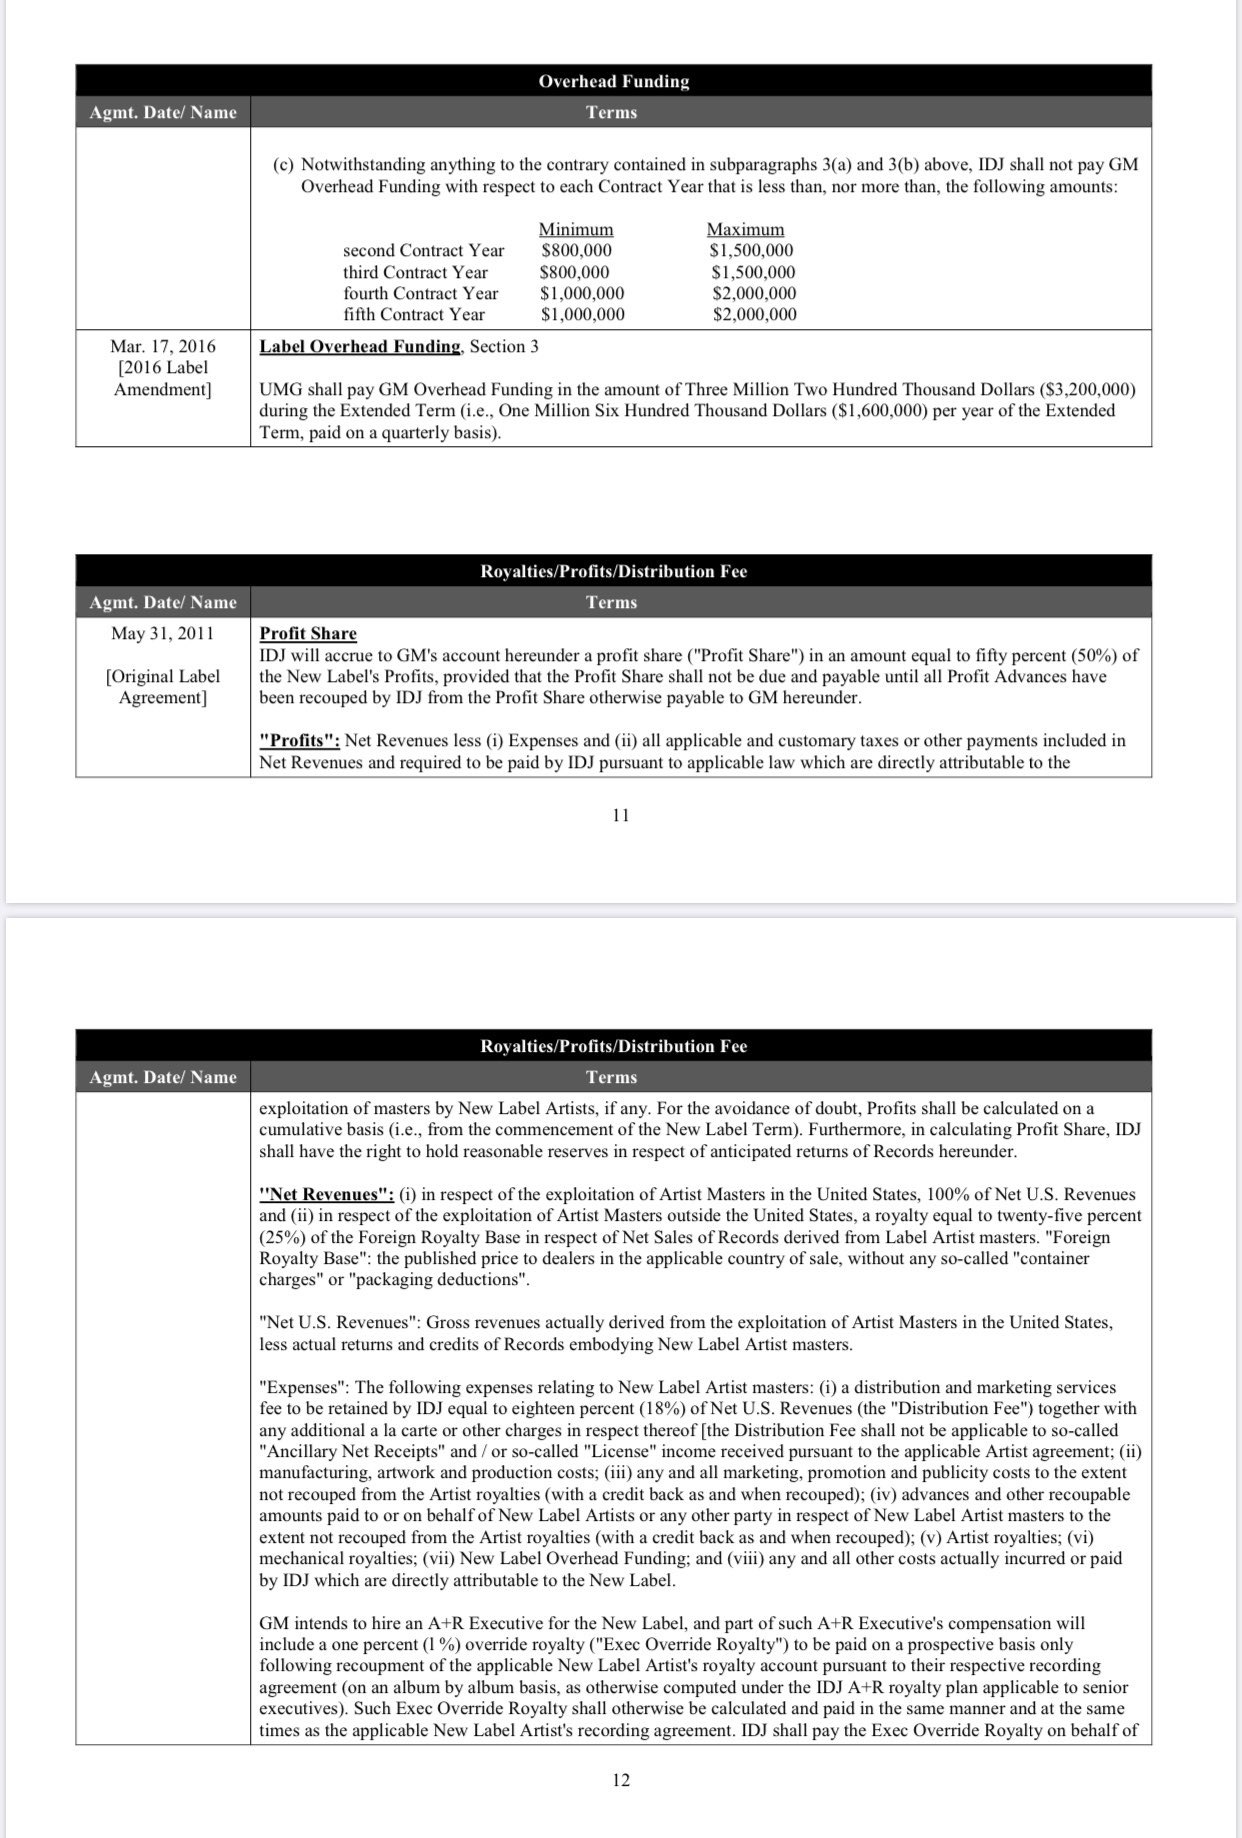 Overhead Funding
Agmt. Date/ Name
Terms
(c) Notwithstanding anything to the contrary contained in subparagraphs 3(a) and 3(b) above, IDJ shall not pay GM
Overhead Funding with respect to each Contract Year that is less than, nor more than, the following amounts:
Minimum Maximum
second Contract Year $800,000 $1,500,000
third Contract Year $800,000 $1,500,000
fourth Contract Year $1,000,000 $2,000,000
fifth Contract Year $1,000,000 $2,000,000
Mar. 17, 2016
[2016 Label
Amendment]
Label Overhead Funding, Section 3
UMG shall pay GM Overhead Funding in the amount of Three Million Two Hundred Thousand Dollars ($3,200,000)
during the Extended Term (i.e., One Million Six Hundred Thousand Dollars ($1,600,000) per year of the Extended
Term, paid on a quarterly basis).
Royalties/Profits/Distribution Fee
Agmt. Date/ Name
Terms
May 31, 2011
[Original Label
Agreement]
Profit Share
IDJ will accrue to GM's account hereunder a profit share ("Profit Share") in an amount equal to fifty percent (50%) of
the New Label's Profits, provided that the Profit Share shall not be due and payable until all Profit Advances have
been recouped by IDJ from the Profit Share otherwise payable to GM hereunder.
"Profits": Net Revenues less (i) Expenses and (ii) all applicable and customary taxes or other payments included in
Net Revenues and required to be paid by IDJ pursuant to applicable law which are directly attributable to the
11
Royalties/Profits/Distribution Fee
Agmt. Date/ Name
Terms
exploitation of masters by New Label Artists, if any. For the avoidance of doubt, Profits shall be calculated on a
cumulative basis (i.e., from the commencement of the New Label Term). Furthermore, in calculating Profit Share, IDJ
shall have the right to hold reasonable reserves in respect of anticipated returns of Records hereunder.
''Net Revenues": (i) in respect of the exploitation of Artist Masters in the United States, 100% of Net U.S. Revenues
and (ii) in respect of the exploitation of Artist Masters outside the United States, a royalty equal to twenty-five percent
(25%) of the Foreign Royalty Base in respect of Net Sales of Records derived from Label Artist masters. "Foreign
Royalty Base": the published price to dealers in the applicable country of sale, without any so-called "container
charges" or "packaging deductions".
"Net U.S. Revenues": Gross revenues actually derived from the exploitation of Artist Masters in the United States,
less actual returns and credits of Records embodying New Label Artist masters.
"Expenses": The following expenses relating to New Label Artist masters: (i) a distribution and marketing services
fee to be retained by IDJ equal to eighteen percent (18%) of Net U.S. Revenues (the "Distribution Fee") together with
any additional a la carte or other charges in respect thereof [the Distribution Fee shall not be applicable to so-called
"Ancillary Net Receipts" and / or so-called "License" income received pursuant to the applicable Artist agreement; (ii)
manufacturing, artwork and production costs; (iii) any and all marketing, promotion and publicity costs to the extent
not recouped from the Artist royalties (with a credit back as and when recouped); (iv) advances and other recoupable
amounts paid to or on behalf of New Label Artists or any other party in respect of New Label Artist masters to the
extent not recouped from the Artist royalties (with a credit back as and when recouped); (v) Artist royalties; (vi)
mechanical royalties; (vii) New Label Overhead Funding; and (viii) any and all other costs actually incurred or paid
by IDJ which are directly attributable to the New Label.
GM intends to hire an A+R Executive for the New Label, and part of such A+R Executive's compensation will
include a one percent (l %) override royalty ("Exec Override Royalty") to be paid on a prospective basis only
following recoupment of the applicable New Label Artist's royalty account pursuant to their respective recording
agreement (on an album by album basis, as otherwise computed under the IDJ A+R royalty plan applicable to senior
executives). Such Exec Override Royalty shall otherwise be calculated and paid in the same manner and at the same
times as the applicable New Label Artist's recording agreement. IDJ shall pay the Exec Override Royalty on behalf of
12